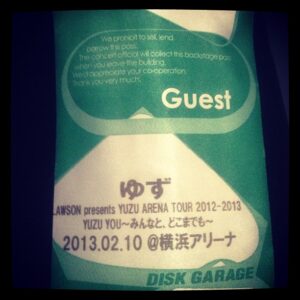 We prohibit to sell, lend,
borrow this pass.
The concert official will collect this backstage pass
when you leave the building.
We'd appreciate your co-operation.
Thank you very much.
Guest
ゆず
LAWSON presents YUZU ARENA TOUR 2012-2013
YUZU YOU〜みんなと、どこまでも〜
2013.02.10 @横浜アリーナ
DISK GARAGE